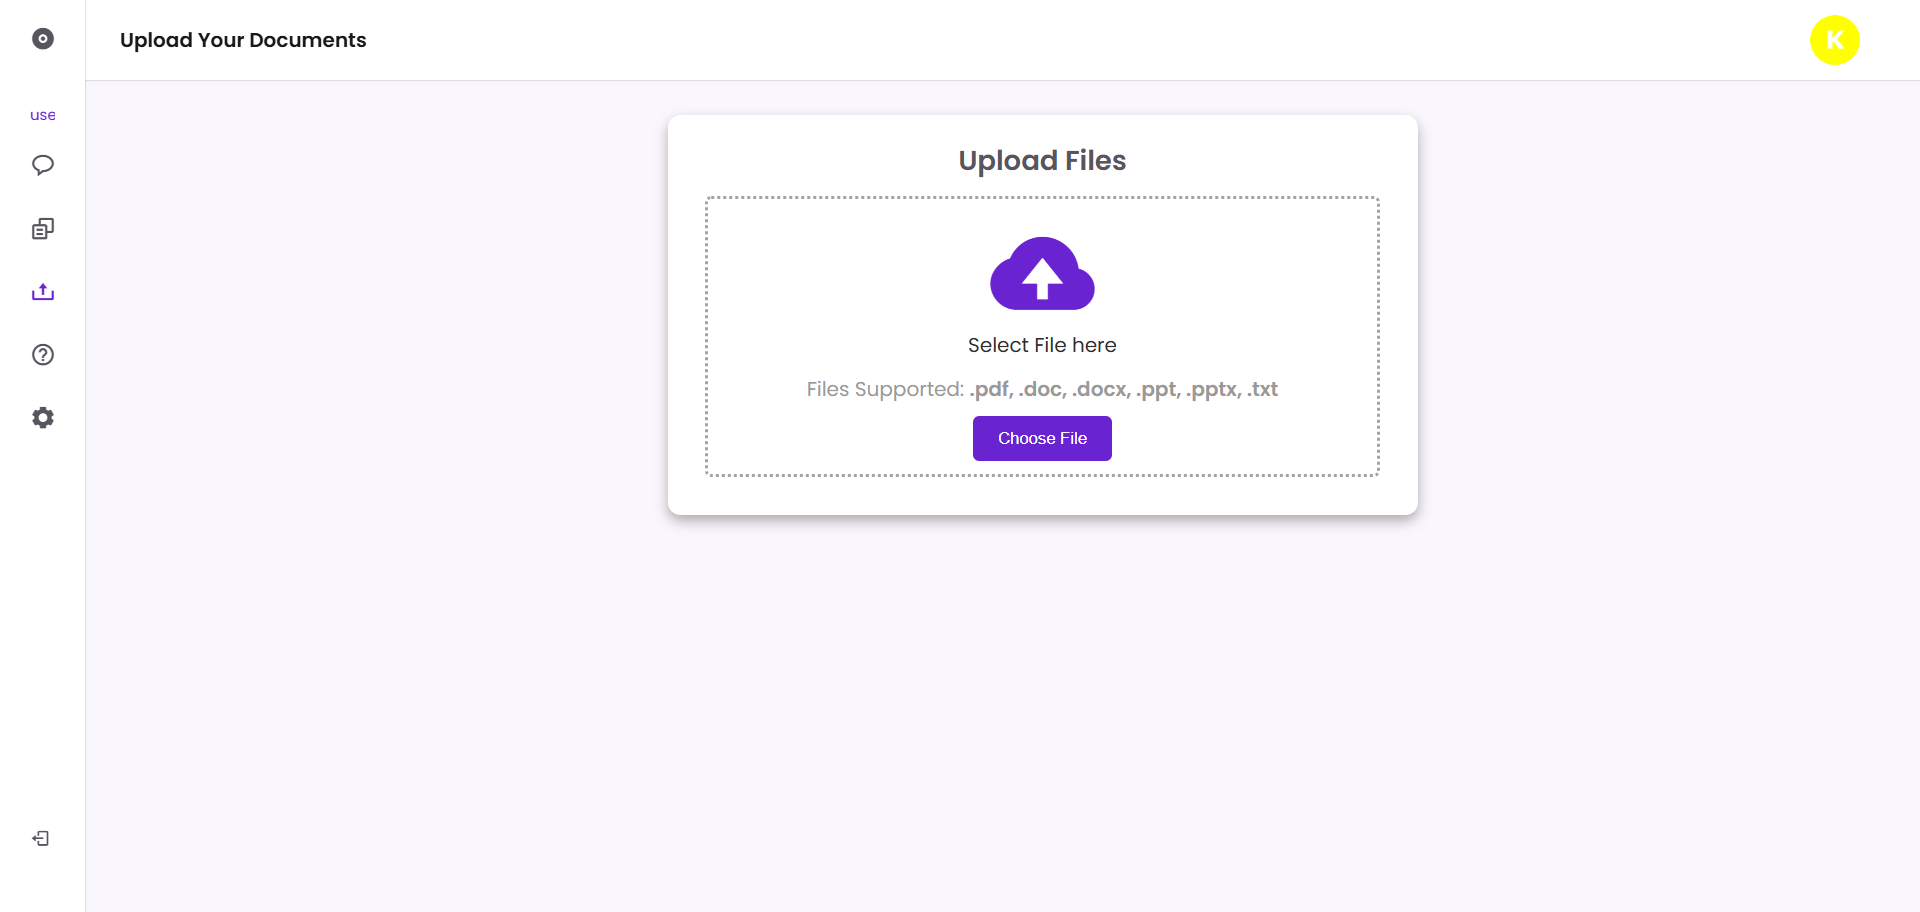 Upload Your Documents
K
use
Upload Files
Select File here
Files Supported: .pdf, .doc, .docx, .ppt, .pptx, .txt
Choose File